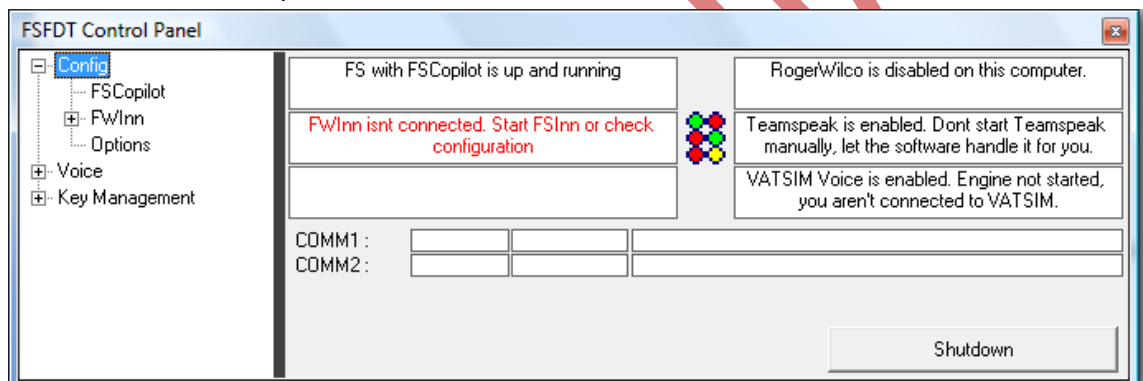 FSFDT Control Panel
Config
FSCopilot
FWInn
Options
Voice
Key Management
FS with FSCopilot is up and running
FWInn isnt connected. Start FSInn or check
configuration
RogerWilco is disabled on this computer.
Teamspeak is enabled. Dont start Teamspeak
manually, let the software handle it for you.
VATSIM Voice is enabled. Engine not started,
you aren't connected to VATSIM.
COMM1 :
COMM2 :
Shutdown